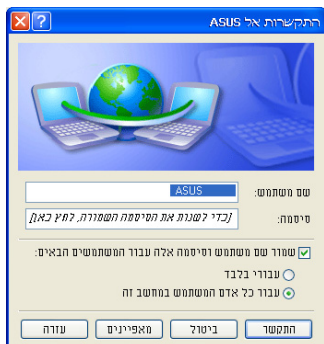 התקשרות אל ASUS
שם משתמש: ASUS
סיסמה: [כדי לשנות את הסיסמה השמורה, לחץ כאן]
שמור שם משתמש וסיסמה אלה עבור המשתמשים הבאים:
עבורי בלבד
עבור כל אדם המשתמש במחשב זה
התקשר ביטול מאפיינים עזרה